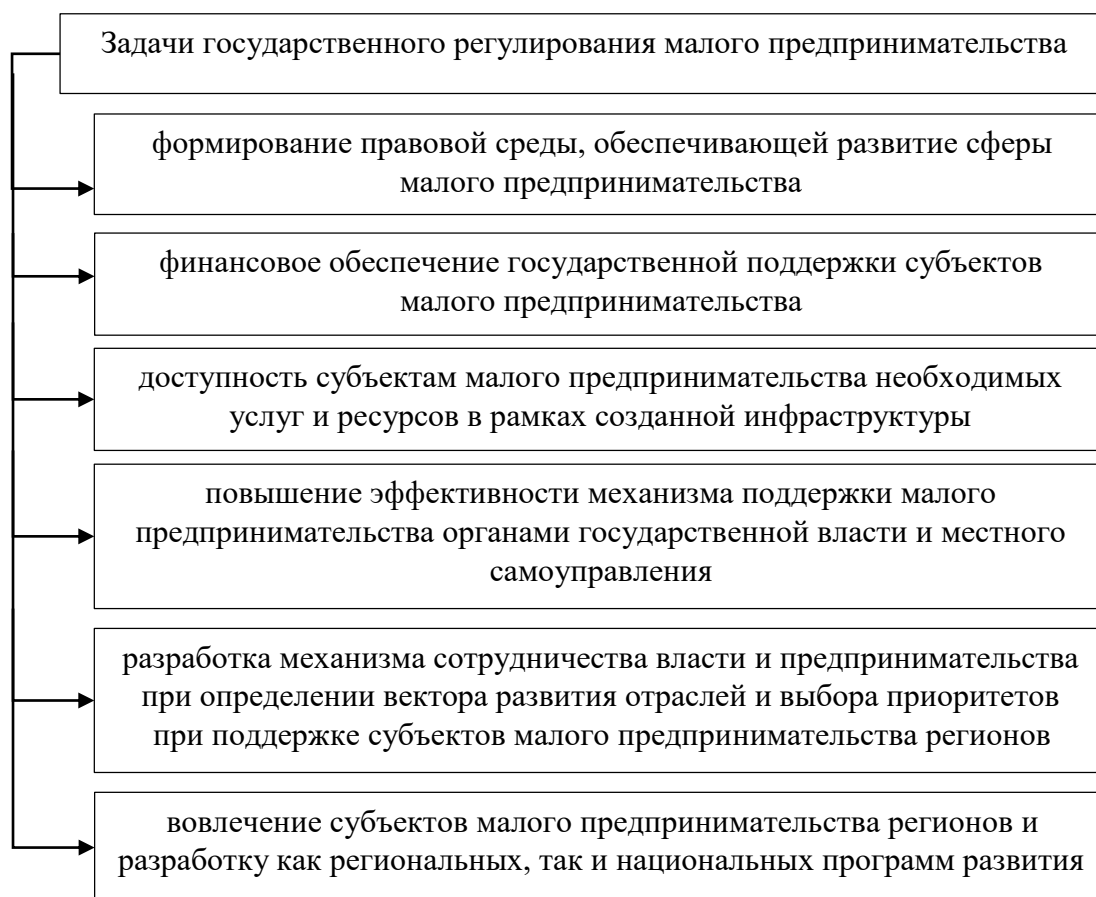 Задачи государственного регулирования малого предпринимательства
формирование правовой среды, обеспечивающей развитие сферы
малого предпринимательства
финансовое обеспечение государственной поддержки субъектов
малого предпринимательства
доступность субъектам малого предпринимательства необходимых
услуг и ресурсов в рамках созданной инфраструктуры
повышение эффективности механизма поддержки малого
предпринимательства органами государственной власти и местного
самоуправления
разработка механизма сотрудничества власти и предпринимательства
при определении вектора развития отраслей и выбора приоритетов
при поддержке субъектов малого предпринимательства регионов
вовлечение субъектов малого предпринимательства регионов и
разработку как региональных, так и национальных программ развития